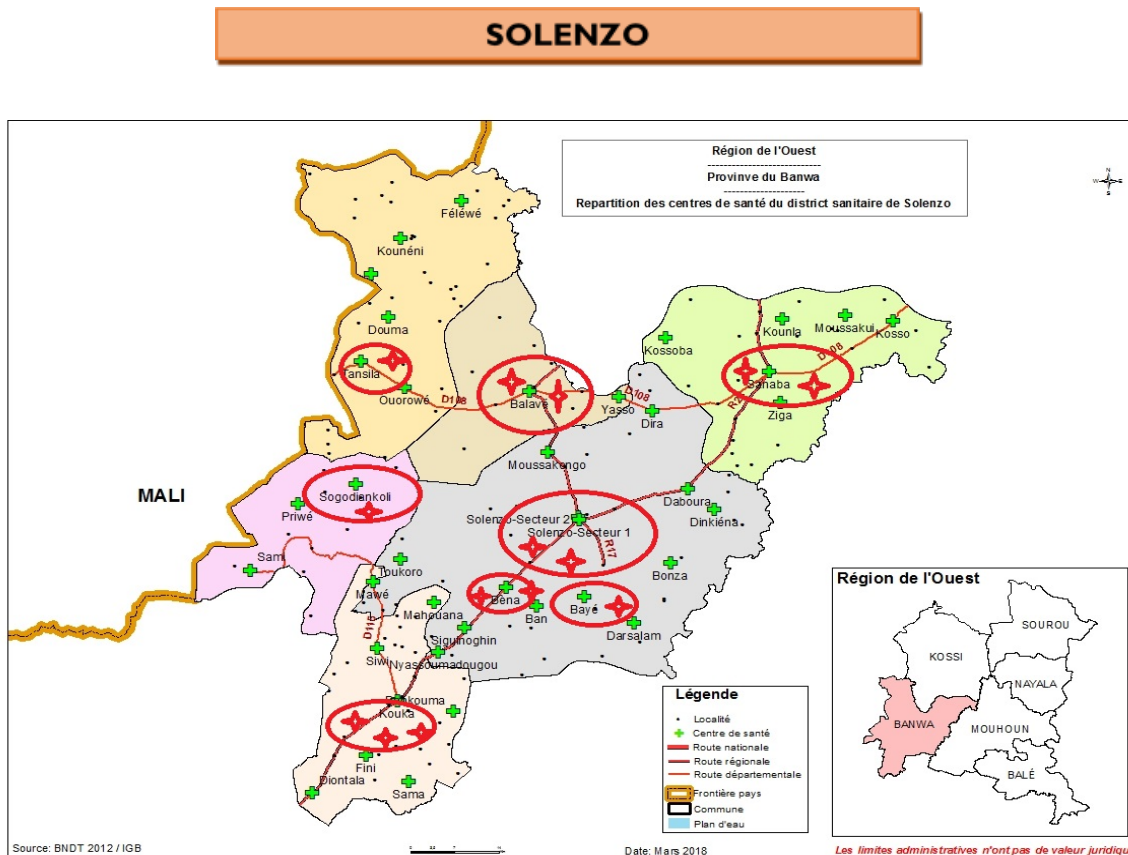 SOLENZO
Région de l'Ouest
------------------------
Provinve du Banwa
--------------------
Repartition des centres de santé du district sanitaire de Solenzo
N
W
E
S
Féléwé
Kounéni
Douma
Tansila
Ouorowé
D108
Balavé
Yasso
D108
Dira
Kossoba
Kounla
Moussakui
Kosso
D108
Sanaba
Ziga
Moussakongo
MALI
Sogodiankoli
Priwé
Sami
Daboura
Dinkiéna
Solenzo-Secteur 2
Solenzo-Secteur 1
R17
Toukoro
Mawé
Bonza
Béna
Mahouana
Ban
Bayé
Darsalam
Siguinoghin
Siwi
Nyassoumadougou
Kouka
Fini
Diontala
Sama
Légende
Localité
Centre de santé
Route nationale
Route régionale
Route départementale
Frontière pays
Commune
Plan d'eau
Région de l'Ouest
SOUROU
KOSSI
NAYALA
BANWA
MOUHOUN
BALÉ
Source: BNDT 2012 / IGB
Date: Mars 2018
Les limites administratives n'ont pas de valeur juridiqu